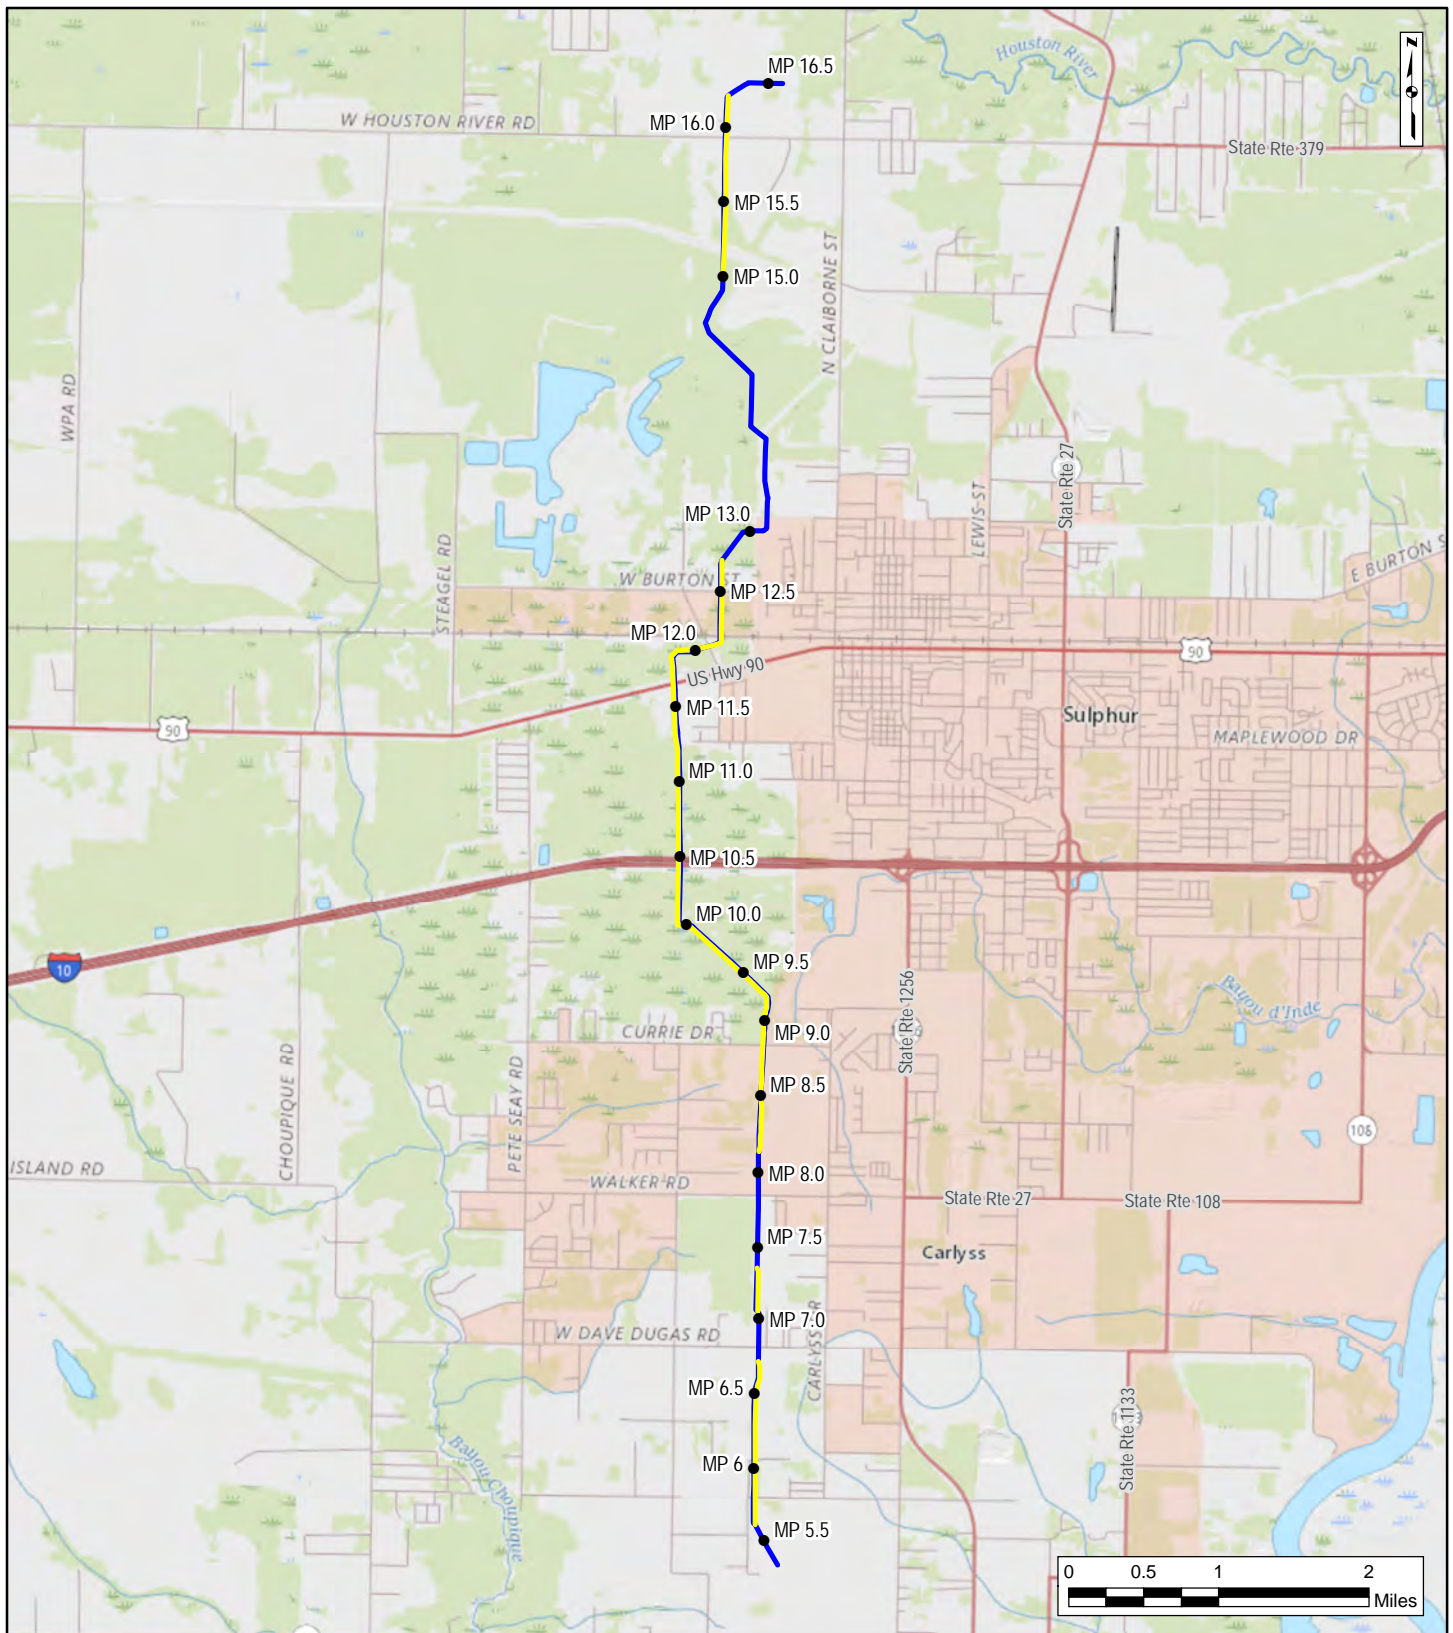 Houston River
N
MP 16.5
W HOUSTON RIVER RD
MP 16.0
State Rte 379
MP 15.5
MP 15.0
N CLAIBORNE ST
WPA RD
State Rte 27
LEWIS ST
MP 13.0
STEAGEL RD
W BURTON ST
MP 12.5
E BURTON S
MP 12.0
US Hwy 90
90
90
MP 11.5
Sulphur
MAPLEWOOD DR
MP 11.0
MP 10.5
MP 10.0
10
MP 9.5
State Rte 1256
Bayou d'Inde
MP 9.0
CURRIE DR
CHOUPIQUE RD
PETE SEAY RD
MP 8.5
108
ISLAND RD
MP 8.0
WALKER RD
State Rte 27
State Rte 108
MP 7.5
Carlyss
MP 7.0
W DAVE DUGAS RD
MP 6.5
State Rte 1133
MP 6
Bayou Choupique
MP 5.5
0 0.5 1 2
Miles